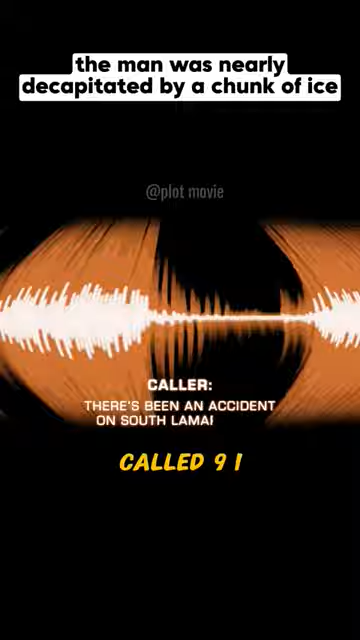 the man was nearly
decapitated by a chunk of ice
@plot movie
CALLER:
THERE'S BEEN AN ACCIDENT
ON SOUTH LAMAR
CALLED 9 1